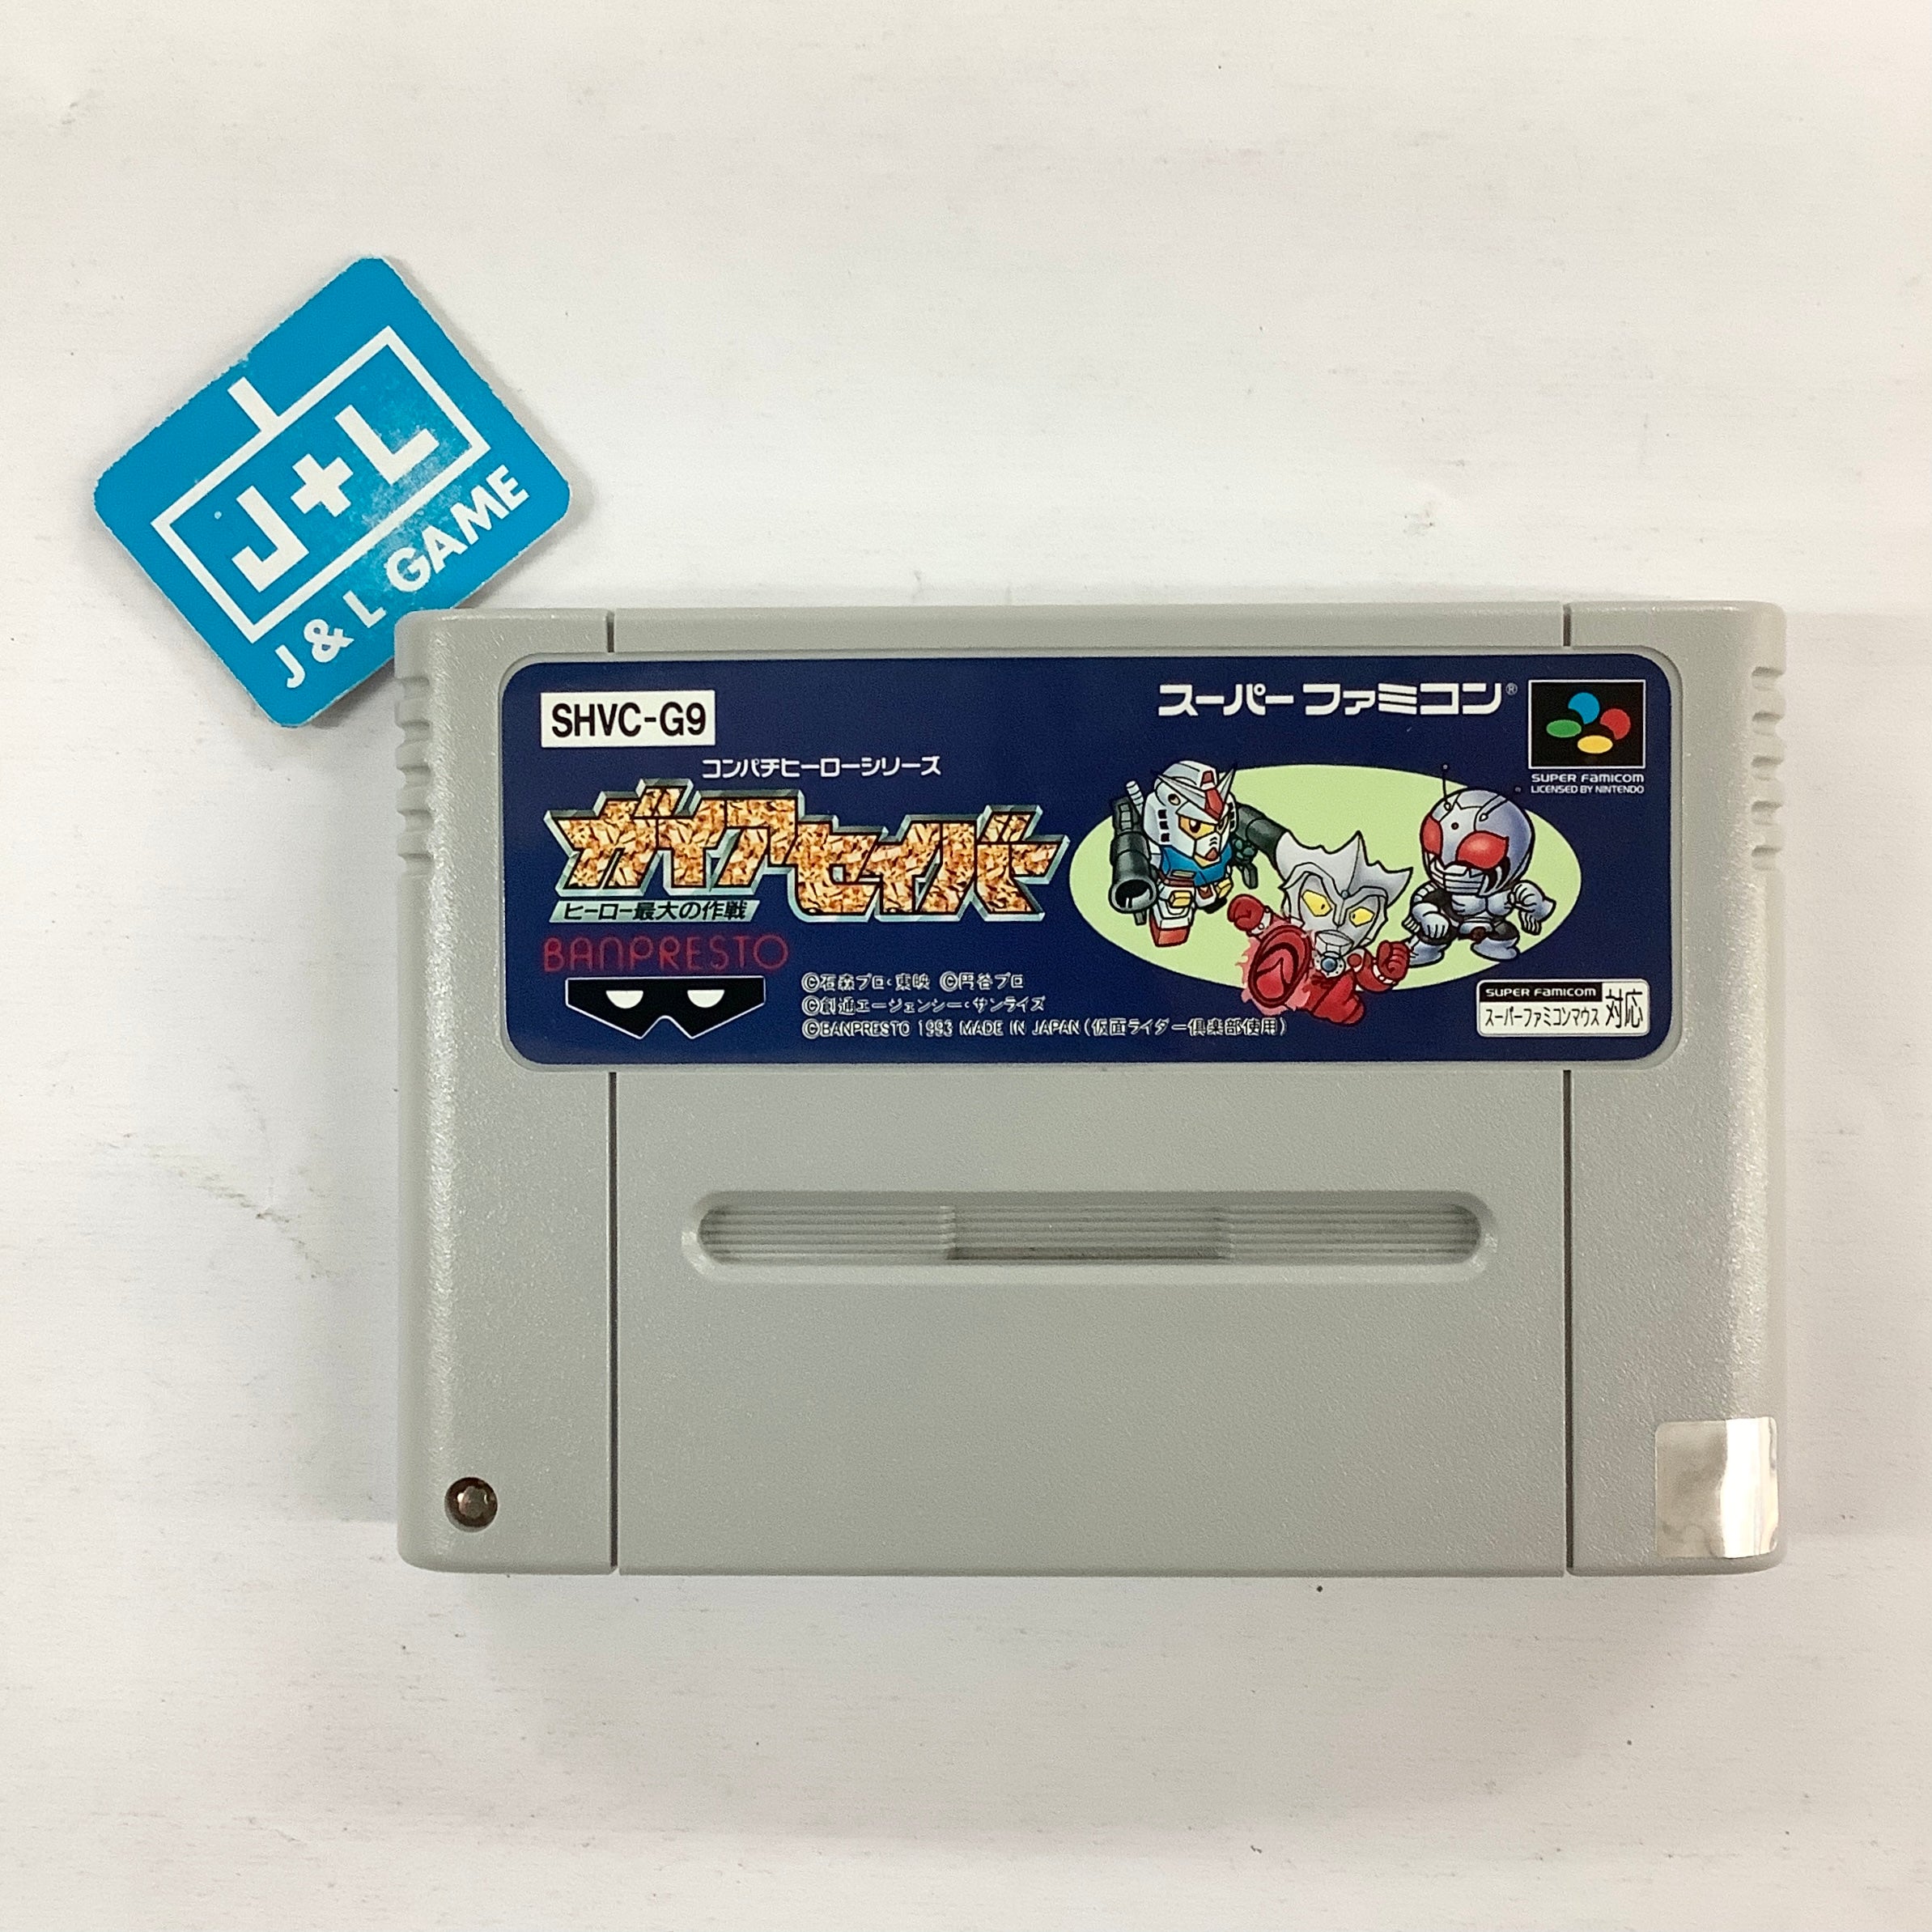 J+L
J & L GAME
SHVC-G9
スーパーファミコン®
SUPER FAMICOM
LICENSED BY NINTENDO
コンパチヒーローシリーズ
ガイアセイバー
ヒーロー最大の作戦
BANPRESTO
©石森プロ・東映 ©円谷プロ
©創通エージェンシー・サンライズ
©BANPRESTO 1993 MADE IN JAPAN (仮面ライダー倶楽部使用)
SUPER FAMICOM
スーパーファミコンマウス 対応